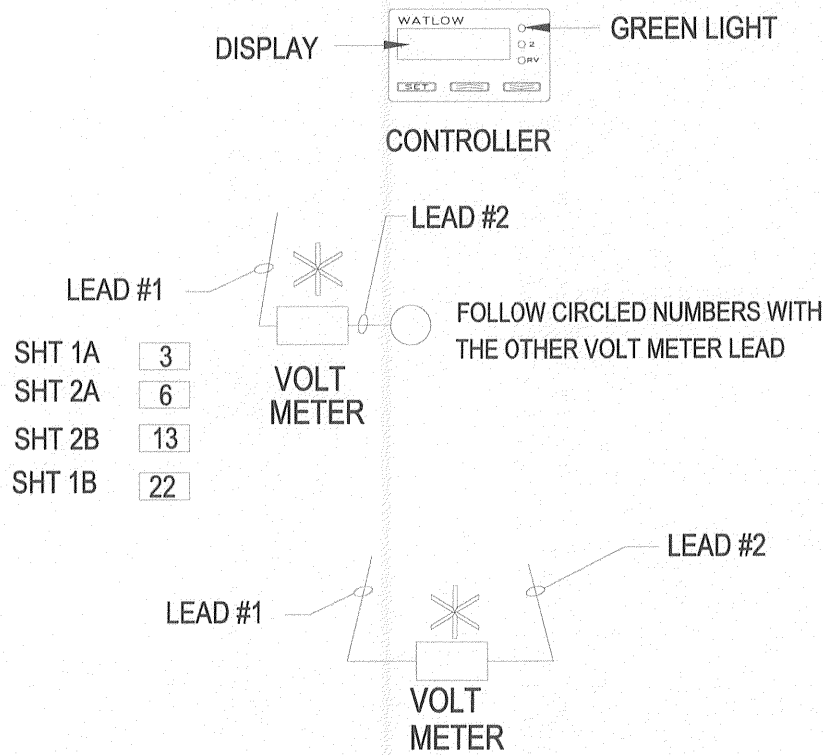 WATLOW
DISPLAY
GREEN LIGHT
2
RV
SET
CONTROLLER
LEAD #2
LEAD #1
FOLLOW CIRCLED NUMBERS WITH
THE OTHER VOLT METER LEAD
VOLT
METER
SHT 1A 3
SHT 2A 6
SHT 2B 13
SHT 1B 22
LEAD #2
LEAD #1
VOLT
METER